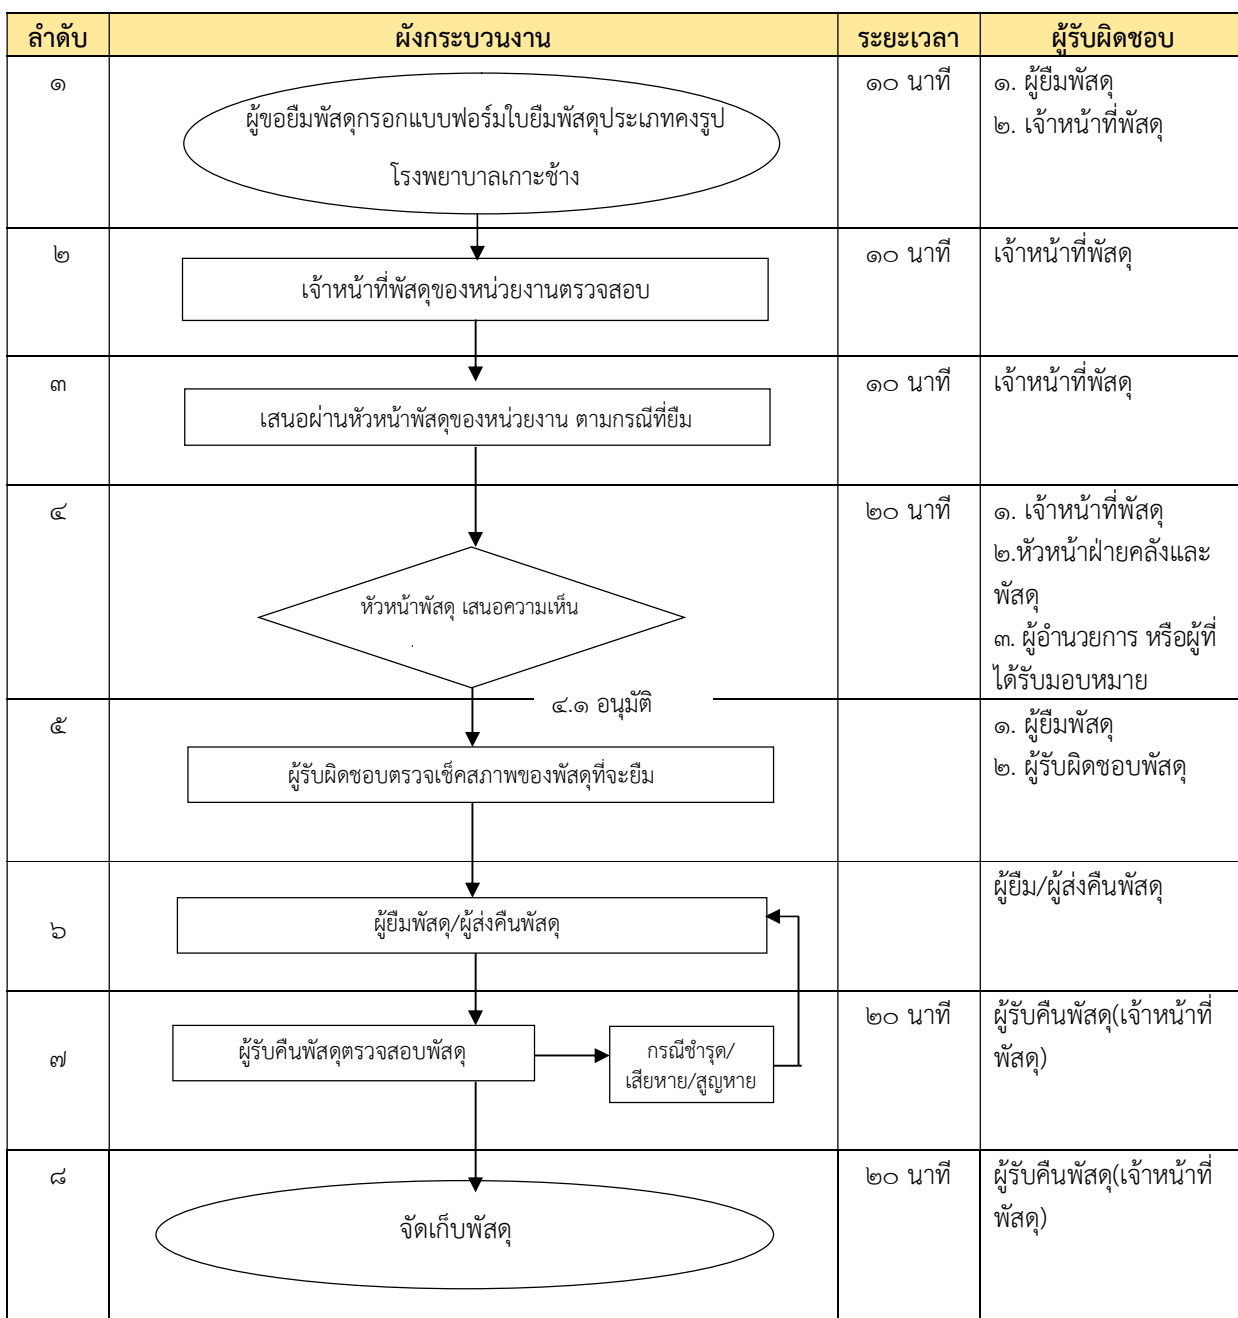 ลำดับ ผังกระบวนงาน ระยะเวลา ผู้รับผิดชอบ
๑ ผู้ขอยืมพัสดุกรอกแบบฟอร์มใบยืมพัสดุประเภทคงรูป ๑๐ นาที ๑. ผู้ยืมพัสดุ
โรงพยาบาลเกาะช้าง ๒. เจ้าหน้าที่พัสดุ
๒ เจ้าหน้าที่พัสดุของหน่วยงานตรวจสอบ ๑๐ นาที เจ้าหน้าที่พัสดุ
๓ เสนอผ่านหัวหน้าพัสดุของหน่วยงาน ตามกรณีที่ยืม ๑๐ นาที เจ้าหน้าที่พัสดุ
๔ หัวหน้าพัสดุ เสนอความเห็น ๒๐ นาที ๑. เจ้าหน้าที่พัสดุ
๒.หัวหน้าฝ่ายคลังและ
พัสดุ
๓. ผู้อำนวยการ หรือผู้ที่
ได้รับมอบหมาย
๔.๑ อนุมัติ
๕ ผู้รับผิดชอบตรวจเช็คสภาพของพัสดุที่จะยืม ๑. ผู้ยืมพัสดุ
๒. ผู้รับผิดชอบพัสดุ
๖ ผู้ยืมพัสดุ/ผู้ส่งคืนพัสดุ ผู้ยืม/ผู้ส่งคืนพัสดุ
๗ ผู้รับคืนพัสดุตรวจสอบพัสดุ กรณีชำรุด/ ๒๐ นาที ผู้รับคืนพัสดุ(เจ้าหน้าที่
เสียหาย/สูญหาย พัสดุ)
๘ จัดเก็บพัสดุ ๒๐ นาที ผู้รับคืนพัสดุ(เจ้าหน้าที่
พัสดุ)